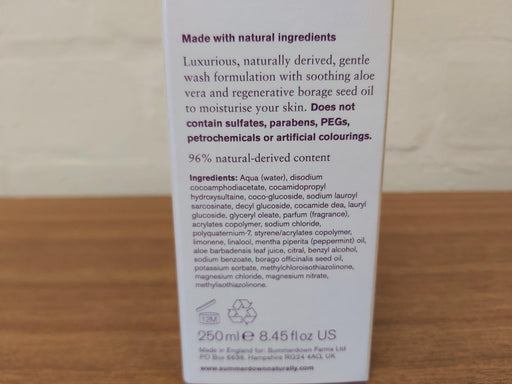 Made with natural ingredients
Luxurious, naturally derived, gentle
wash formulation with soothing aloe
vera and regenerative borage seed oil
to moisturise your skin. Does not
contain sulfates, parabens, PEGs,
petrochemicals or artificial colourings.
96% natural-derived content
Ingredients: Aqua (water), disodium
cocoamphodiacetate, cocamidopropyl
hydroxysultaine, coco-glucoside, sodium lauroyl
sarcosinate, decyl glucoside, cocamide dea, lauryl
glucoside, glyceryl oleate, parfum (fragrance),
acrylates copolymer, sodium chloride,
polyquaternium-7, styrene/acrylates copolymer,
limonene, linalool, mentha piperita (peppermint) oil,
aloe barbadensis leaf juice, citral, benzyl alcohol,
sodium benzoate, borago officinalis seed oil,
potassium sorbate, methylchloroisothiazolinone,
magnesium chloride, magnesium nitrate,
methylisothiazolinone.
12M
250ml e 8.45floz US
Made in England for: Summerdown Farms Ltd
PO Box 6636, Hampshire RG24 4AQ, UK
www.summerdownnaturally.com